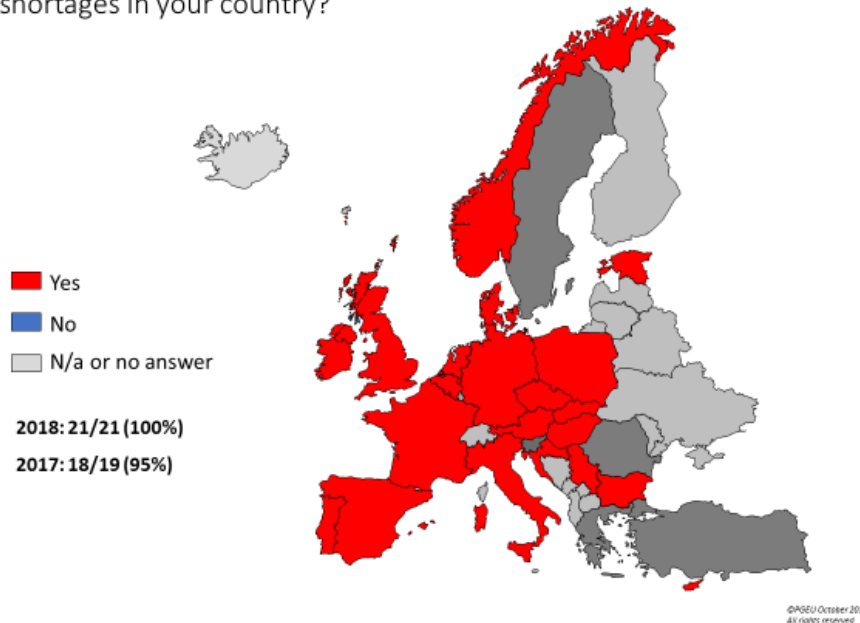 shortages in your country?
Yes
No
N/a or no answer
2018: 21/21 (100%)
2017: 18/19 (95%)
©PGEU October 20
All rights reserved